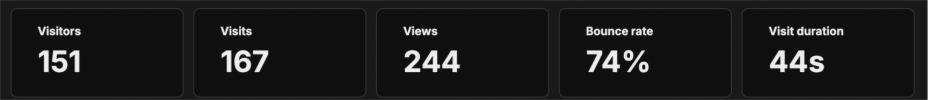 Visitors
151
Visits
167
Views
244
Bounce rate
74%
Visit duration
44s